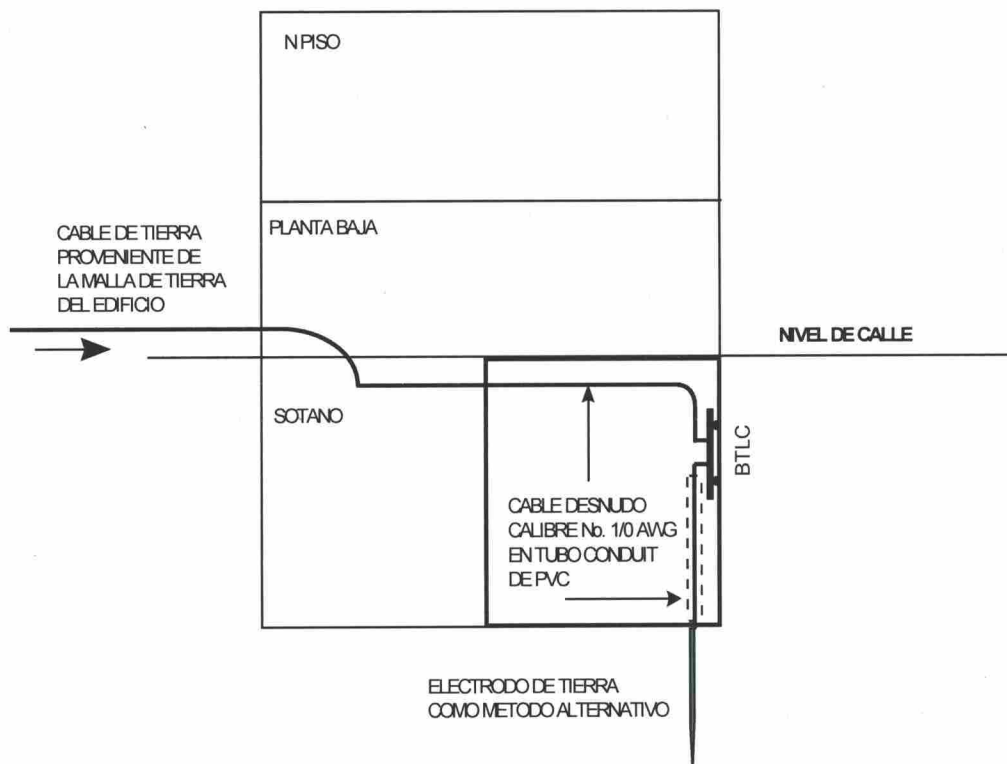 N PISO
PLANTA BAJA
CABLE DE TIERRA
PROVENIENTE DE
LA MALLA DE TIERRA
DEL EDIFICIO
NIVEL DE CALLE
SOTANO
BTLC
CABLE DESNUDO
CALIBRE No. 1/0 AWG
EN TUBO CONDUIT
DE PVC
ELECTRODO DE TIERRA
COMO METODO ALTERNATIVO